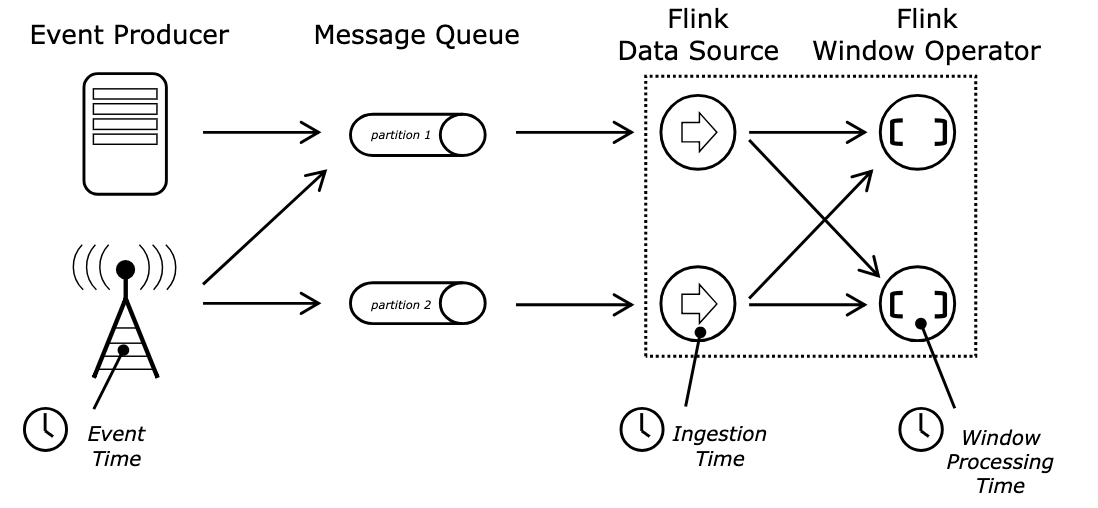 Event Producer
Message Queue
Flink
Data Source
Flink
Window Operator
partition 1
partition 2
Event
Time
Ingestion
Time
Window
Processing
Time